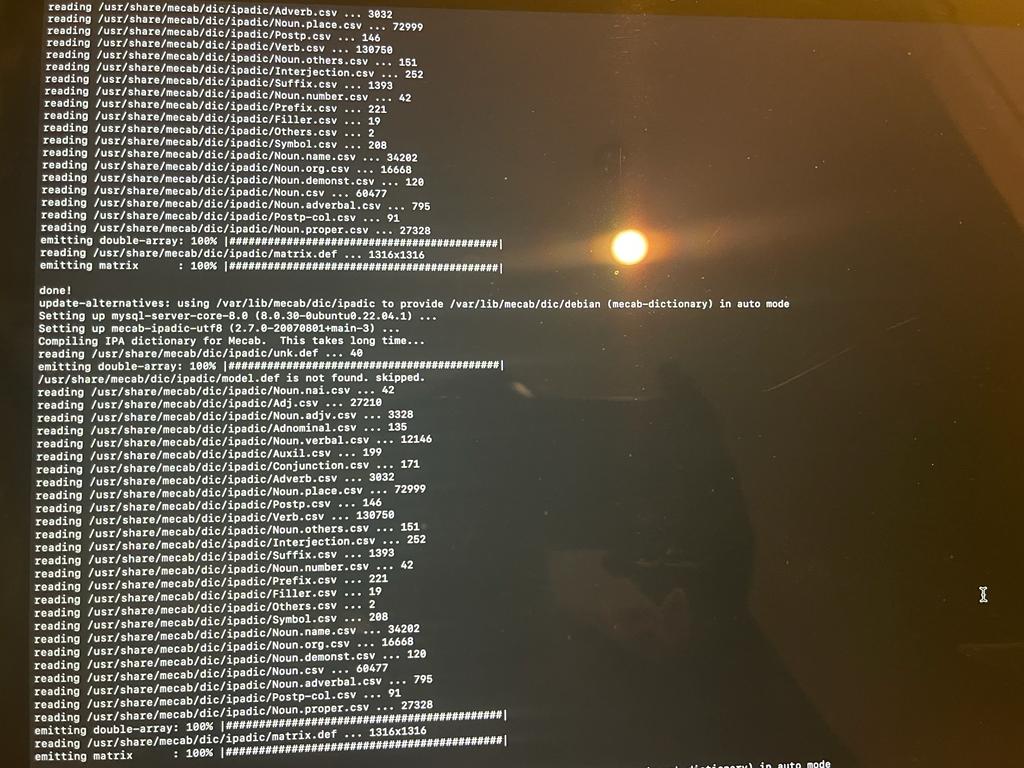 reading /usr/share/mecab/dic/ipadic/Adverb.csv ... 3032
reading /usr/share/mecab/dic/ipadic/Noun.place.csv ... 72999
reading /usr/share/mecab/dic/ipadic/Postp.csv ... 146
reading /usr/share/mecab/dic/ipadic/Verb.csv ... 130750
reading /usr/share/mecab/dic/ipadic/Noun.others.csv ... 151
reading /usr/share/mecab/dic/ipadic/Interjection.csv ... 252
reading /usr/share/mecab/dic/ipadic/Suffix.csv ... 1393
reading /usr/share/mecab/dic/ipadic/Noun.number.csv ... 42
reading /usr/share/mecab/dic/ipadic/Prefix.csv ... 221
reading /usr/share/mecab/dic/ipadic/Filler.csv ... 19
reading /usr/share/mecab/dic/ipadic/Others.csv ... 2
reading /usr/share/mecab/dic/ipadic/Symbol.csv ... 208
reading /usr/share/mecab/dic/ipadic/Noun.name.csv ... 34202
reading /usr/share/mecab/dic/ipadic/Noun.org.csv ... 16668
reading /usr/share/mecab/dic/ipadic/Noun.demonst.csv ... 120
reading /usr/share/mecab/dic/ipadic/Noun.csv ... 60477
reading /usr/share/mecab/dic/ipadic/Noun.adverbal.csv ... 795
reading /usr/share/mecab/dic/ipadic/Postp-col.csv ... 91
reading /usr/share/mecab/dic/ipadic/Noun.proper.csv ... 27328
emitting double-array: 100% |###########################################|
reading /usr/share/mecab/dic/ipadic/matrix.def ... 1316x1316
emitting matrix : 100% |###########################################|
done!
update-alternatives: using /var/lib/mecab/dic/ipadic to provide /var/lib/mecab/dic/debian (mecab-dictionary) in auto mode
Setting up mysql-server-core-8.0 (8.0.30-0ubuntu0.22.04.1) ...
Setting up mecab-ipadic-utf8 (2.7.0-20070801+main-3) ...
Compiling IPA dictionary for Mecab. This takes long time...
reading /usr/share/mecab/dic/ipadic/unk.def ... 40
emitting double-array: 100% |###########################################|
/usr/share/mecab/dic/ipadic/model.def is not found. skipped.
reading /usr/share/mecab/dic/ipadic/Noun.nai.csv ... 42
reading /usr/share/mecab/dic/ipadic/Adj.csv ... 27210
reading /usr/share/mecab/dic/ipadic/Noun.adjv.csv ... 3328
reading /usr/share/mecab/dic/ipadic/Adnominal.csv ... 135
reading /usr/share/mecab/dic/ipadic/Noun.verbal.csv ... 12146
reading /usr/share/mecab/dic/ipadic/Auxil.csv ... 199
reading /usr/share/mecab/dic/ipadic/Conjunction.csv ... 171
reading /usr/share/mecab/dic/ipadic/Adverb.csv ... 3032
reading /usr/share/mecab/dic/ipadic/Noun.place.csv ... 72999
reading /usr/share/mecab/dic/ipadic/Postp.csv ... 146
reading /usr/share/mecab/dic/ipadic/Verb.csv ... 130750
reading /usr/share/mecab/dic/ipadic/Noun.others.csv ... 151
reading /usr/share/mecab/dic/ipadic/Interjection.csv ... 252
reading /usr/share/mecab/dic/ipadic/Suffix.csv ... 1393
reading /usr/share/mecab/dic/ipadic/Noun.number.csv ... 42
reading /usr/share/mecab/dic/ipadic/Prefix.csv ... 221
reading /usr/share/mecab/dic/ipadic/Filler.csv ... 19
reading /usr/share/mecab/dic/ipadic/Others.csv ... 2
reading /usr/share/mecab/dic/ipadic/Symbol.csv ... 208
reading /usr/share/mecab/dic/ipadic/Noun.name.csv ... 34202
reading /usr/share/mecab/dic/ipadic/Noun.org.csv ... 16668
reading /usr/share/mecab/dic/ipadic/Noun.demonst.csv ... 120
reading /usr/share/mecab/dic/ipadic/Noun.csv ... 60477
reading /usr/share/mecab/dic/ipadic/Noun.adverbal.csv ... 795
reading /usr/share/mecab/dic/ipadic/Postp-col.csv ... 91
reading /usr/share/mecab/dic/ipadic/Noun.proper.csv ... 27328
emitting double-array: 100% |###########################################|
reading /usr/share/mecab/dic/ipadic/matrix.def ... 1316x1316
emitting matrix : 100% |###########################################|
in auto mode